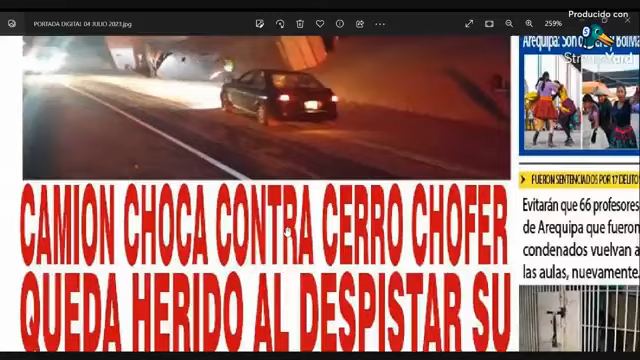 PORTADA DIGITAL 04 JULIO 2023.jpg
259%
Producido con
StreamYard
CAMION CHOCA CONTRA CERRO CHOFER
QUEDA HERIDO AL DESPISTAR SU
Arequipa: Son
FUERON SENTENCIADOS POR 17 DELITO
Evitarán que 66 profesores
de Arequipa que fueron
condenados vuelvan a
las aulas, nuevamente.